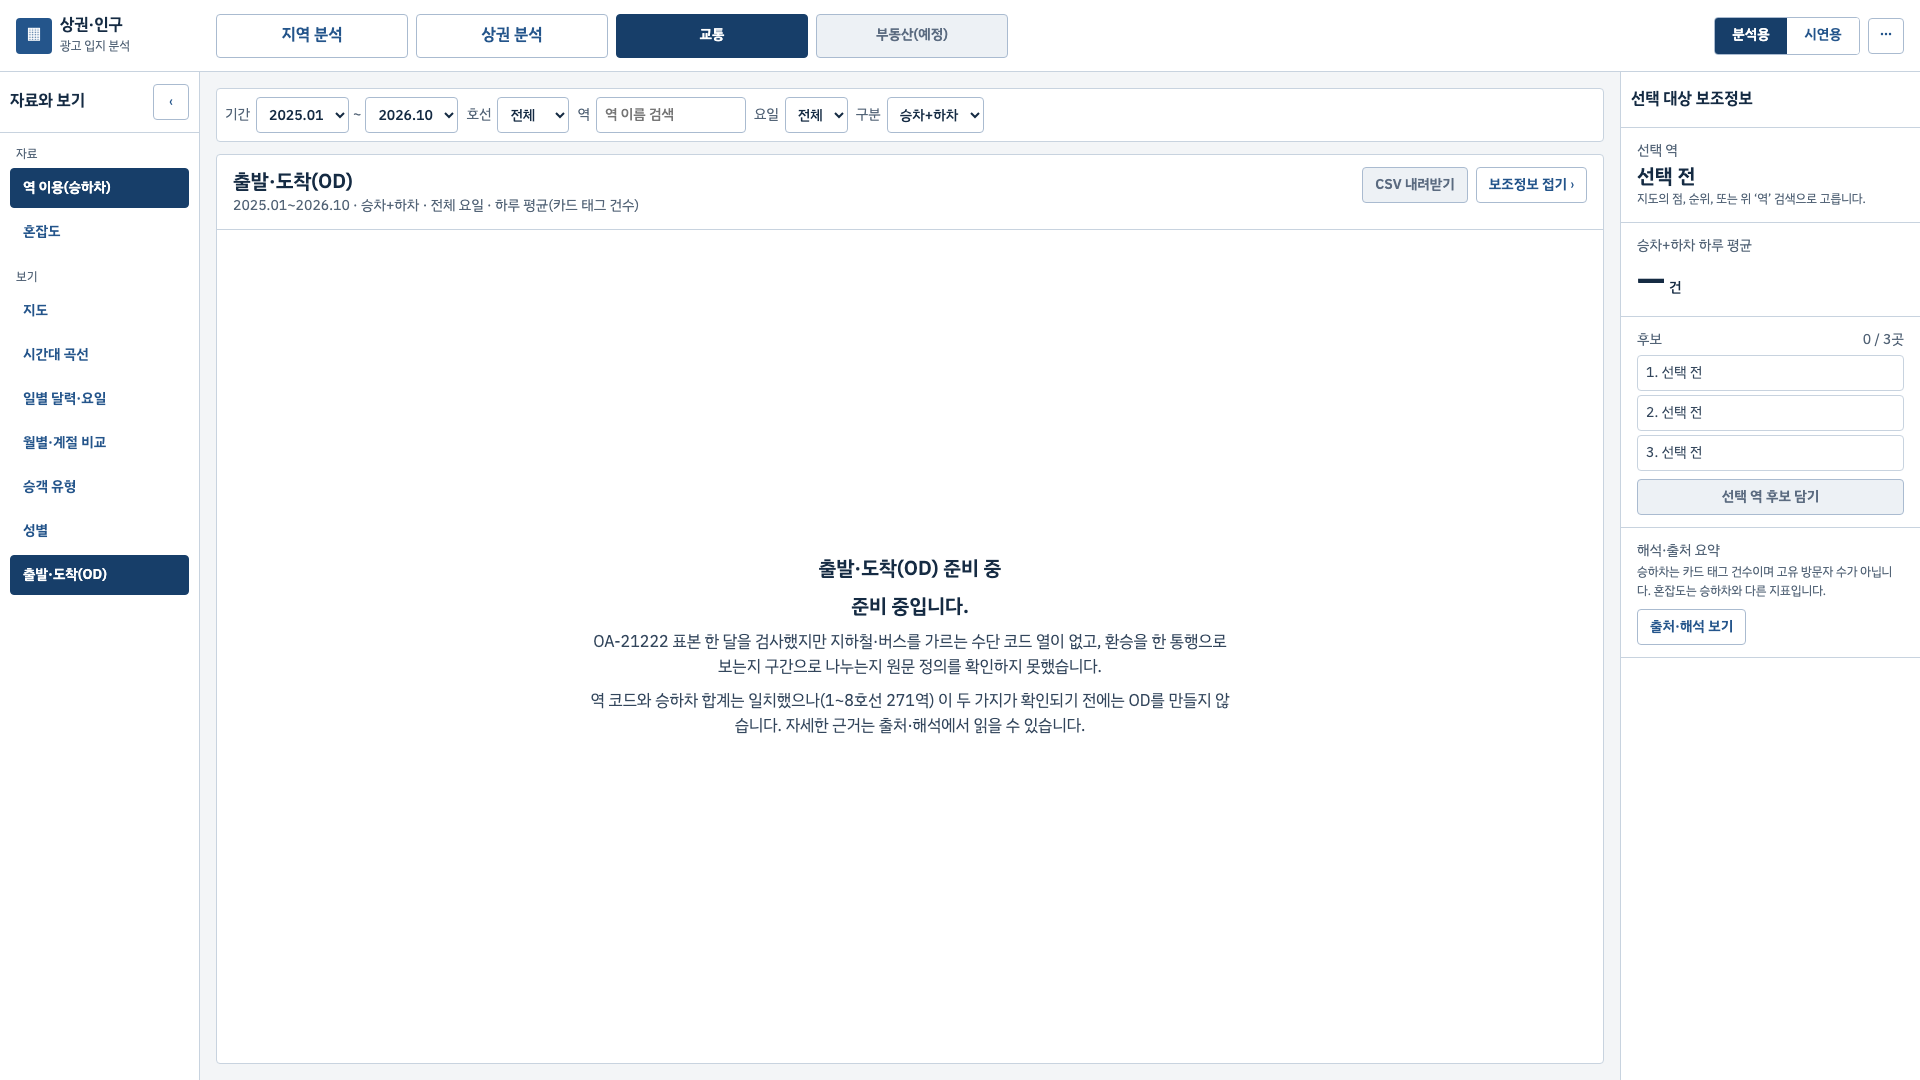 상권·인구
광고 입지 분석
지역 분석
상권 분석
교통
부동산(예정)
분석용
시연용
···
자료와 보기
‹
자료
역 이용(승하차)
혼잡도
보기
지도
시간대 곡선
일별 달력·요일
월별·계절 비교
승객 유형
성별
출발·도착(OD)
기간 2025.01 ~ 2026.10 호선 전체 역 역 이름 검색 요일 전체 구분 승차+하차
출발·도착(OD)
2025.01~2026.10 · 승차+하차 · 전체 요일 · 하루 평균(카드 태그 건수)
CSV 내려받기
보조정보 접기 ›
출발·도착(OD) 준비 중
준비 중입니다.
OA-21222 표본 한 달을 검사했지만 지하철·버스를 가르는 수단 코드 열이 없고, 환승을 한 통행으로
보는지 구간으로 나누는지 원문 정의를 확인하지 못했습니다.
역 코드와 승하차 합계는 일치했으나(1~8호선 271역) 이 두 가지가 확인되기 전에는 OD를 만들지 않
습니다. 자세한 근거는 출처·해석에서 읽을 수 있습니다.
선택 대상 보조정보
선택 역
선택 전
지도의 점, 순위, 또는 위 ‘역’ 검색으로 고릅니다.
승차+하차 하루 평균
— 건
후보 0 / 3곳
1. 선택 전
2. 선택 전
3. 선택 전
선택 역 후보 담기
해석·출처 요약
승하차는 카드 태그 건수이며 고유 방문자 수가 아닙니
다. 혼잡도는 승하차와 다른 지표입니다.
출처·해석 보기